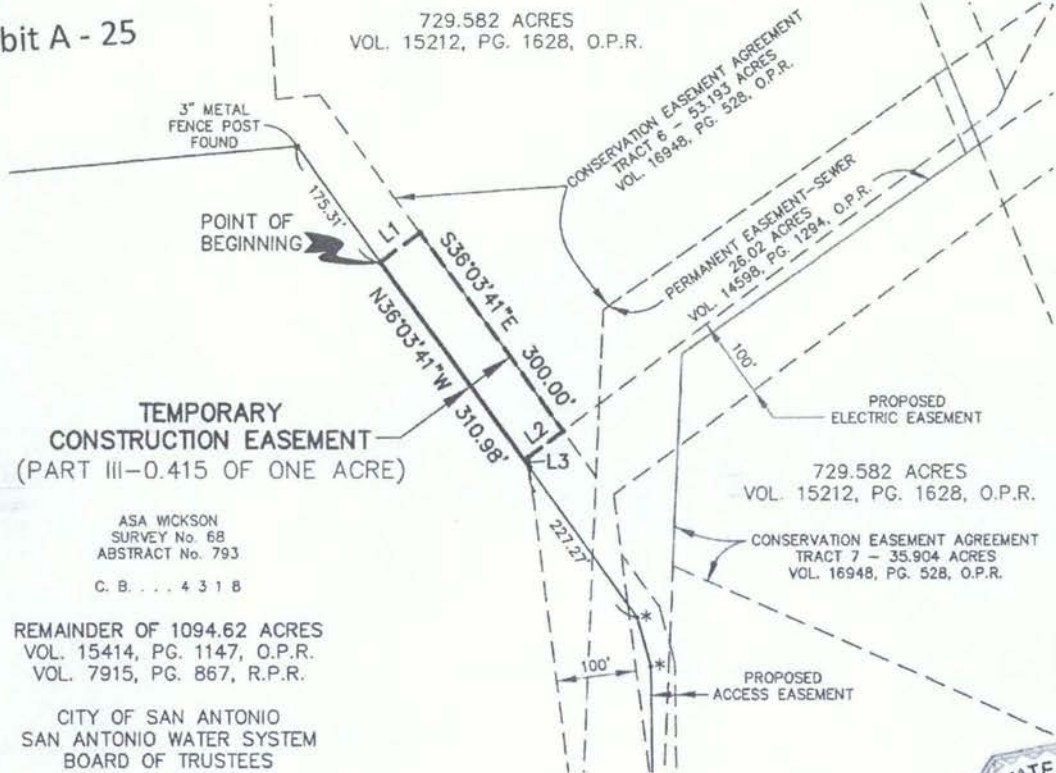 bit A - 25
729.582 ACRES
VOL. 15212, PG. 1628, O.P.R.
3" METAL
FENCE POST
FOUND
CONSERVATION EASEMENT AGREEMENT
TRACT 6 - 53.193 ACRES
VOL. 16948, PG. 528, O.P.R.
175.31'
POINT OF
BEGINNING
L1
PERMANENT EASEMENT-SEWER
26.02 ACRES
VOL. 14598, PG. 1294, O.P.R.
S36°03'41"E
300.00'
N36°03'41"W
310.98'
100'
PROPOSED
ELECTRIC EASEMENT
TEMPORARY
CONSTRUCTION EASEMENT
(PART III-0.415 OF ONE ACRE)
L2
L3
729.582 ACRES
VOL. 15212, PG. 1628, O.P.R.
ASA WICKSON
SURVEY No. 68
ABSTRACT No. 793
C. B. . . . 4 3 1 8
227.27'
CONSERVATION EASEMENT AGREEMENT
TRACT 7 - 35.904 ACRES
VOL. 16948, PG. 528, O.P.R.
REMAINDER OF 1094.62 ACRES
VOL. 15414, PG. 1147, O.P.R.
VOL. 7915, PG. 867, R.P.R.
*
*
100'
PROPOSED
ACCESS EASEMENT
CITY OF SAN ANTONIO
SAN ANTONIO WATER SYSTEM
BOARD OF TRUSTEES
ATE